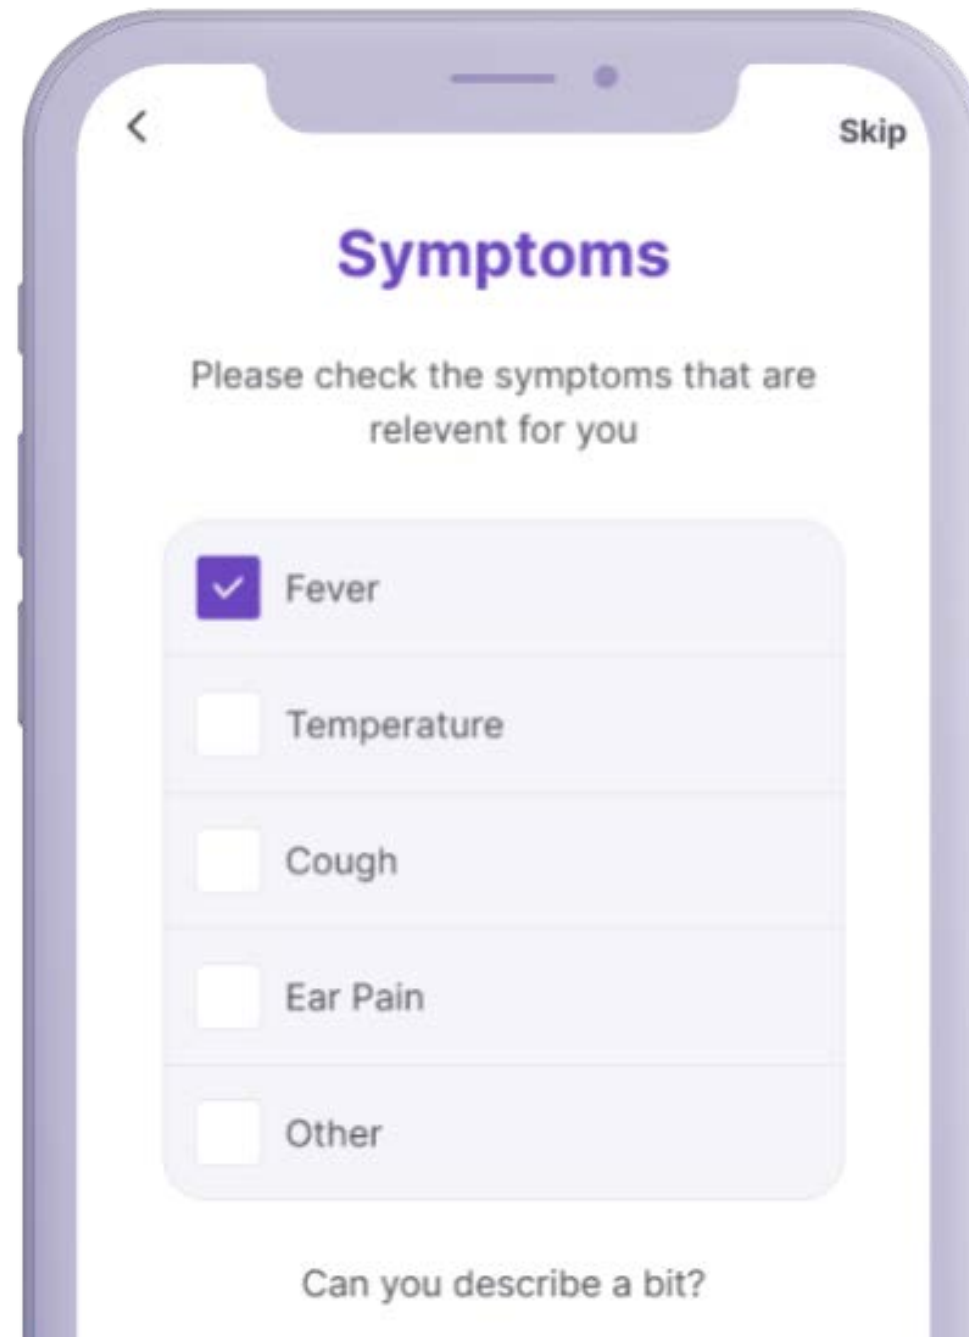 Skip
Symptoms
Please check the symptoms that are
relevent for you
Fever
Temperature
Cough
Ear Pain
Other
Can you describe a bit?